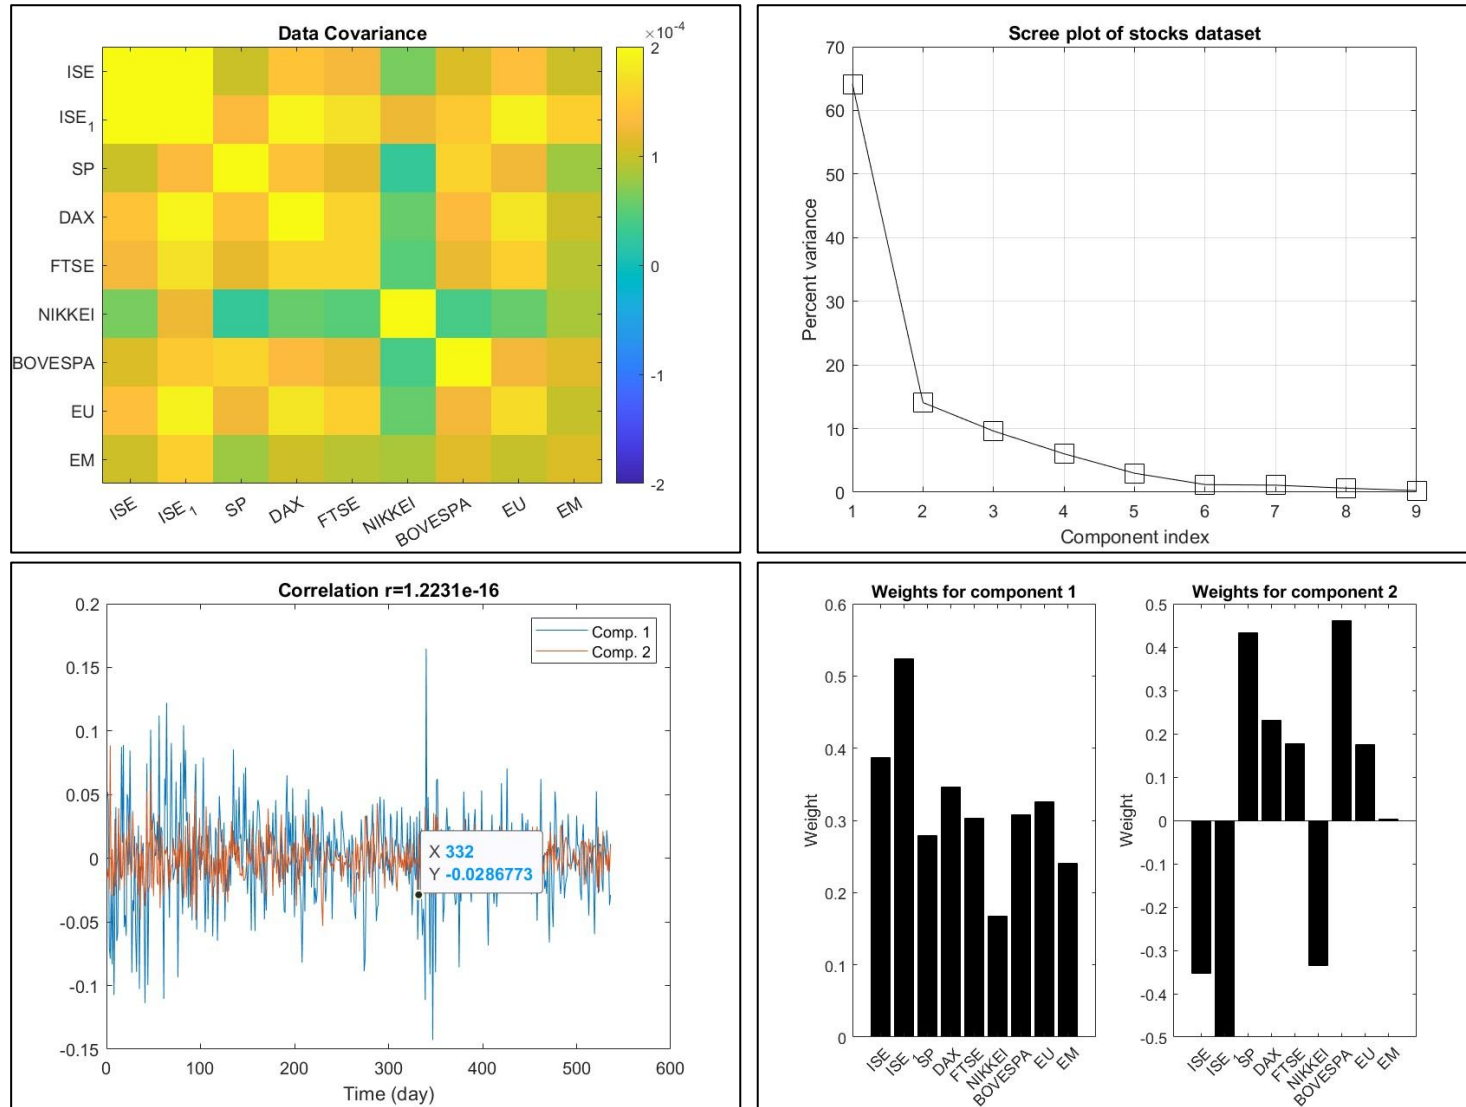 Data Covariance
×10⁻⁴
ISE
ISE₁
SP
DAX
FTSE
NIKKEI
BOVESPA
EU
EM
2
1
0
-1
-2
ISE
ISE₁
SP
DAX
FTSE
NIKKEI
BOVESPA
EU
EM
Scree plot of stocks dataset
Percent variance
70
60
50
40
30
20
10
0
1 2 3 4 5 6 7 8 9
Component index
Correlation r=1.2231e-16
0.2
0.15
0.1
0.05
0
-0.05
-0.1
-0.15
Comp. 1
Comp. 2
X 332
Y -0.0286773
0 100 200 300 400 500 600
Time (day)
Weights for component 1
Weight
0.6
0.5
0.4
0.3
0.2
0.1
0
ISE
ISE₁
SP
DAX
FTSE
NIKKEI
BOVESPA
EU
EM
Weights for component 2
Weight
0.5
0.4
0.3
0.2
0.1
0
-0.1
-0.2
-0.3
-0.4
-0.5
ISE
ISE₁
SP
DAX
FTSE
NIKKEI
BOVESPA
EU
EM